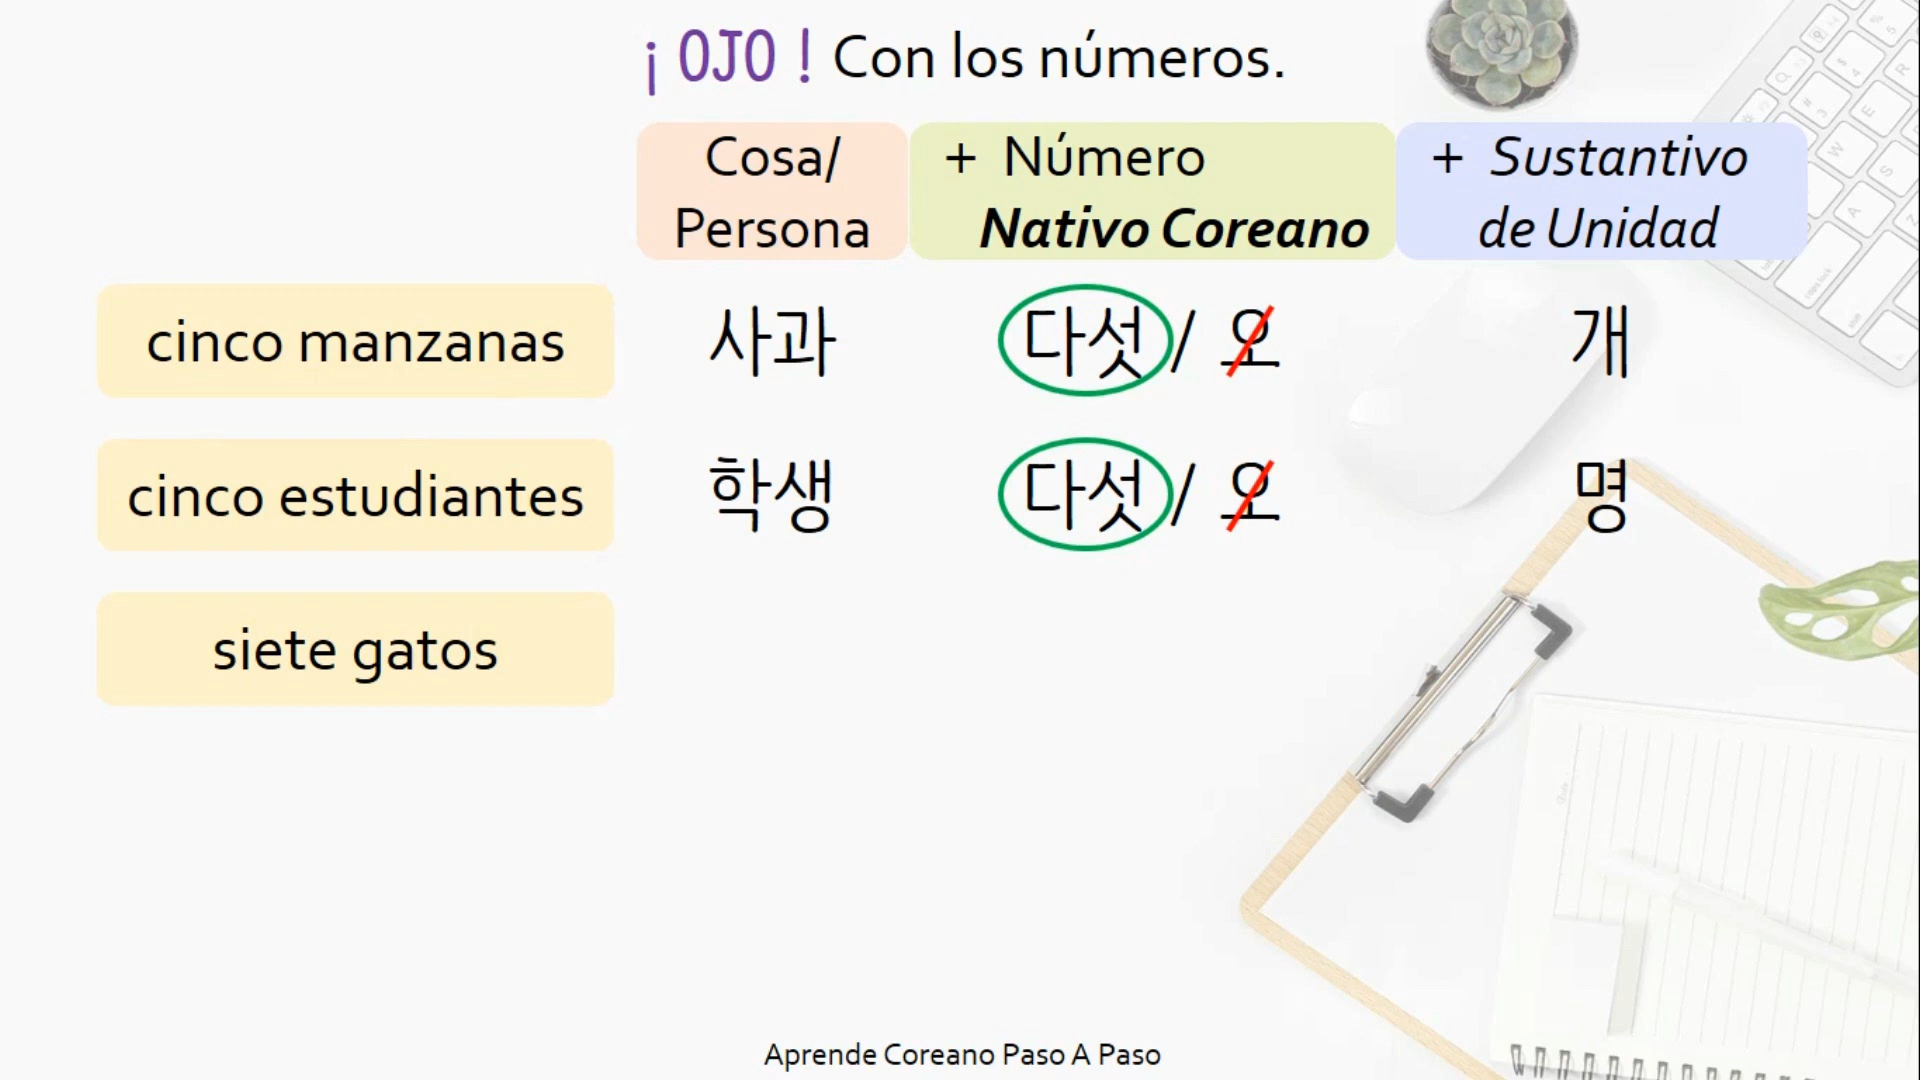 ¡ OJO ! Con los números.
Cosa/
Persona
+ Número
Nativo Coreano
+ Sustantivo
de Unidad
cinco manzanas
사과
다섯 / 오
개
cinco estudiantes
학생
다섯 / 오
명
siete gatos
Aprende Coreano Paso A Paso